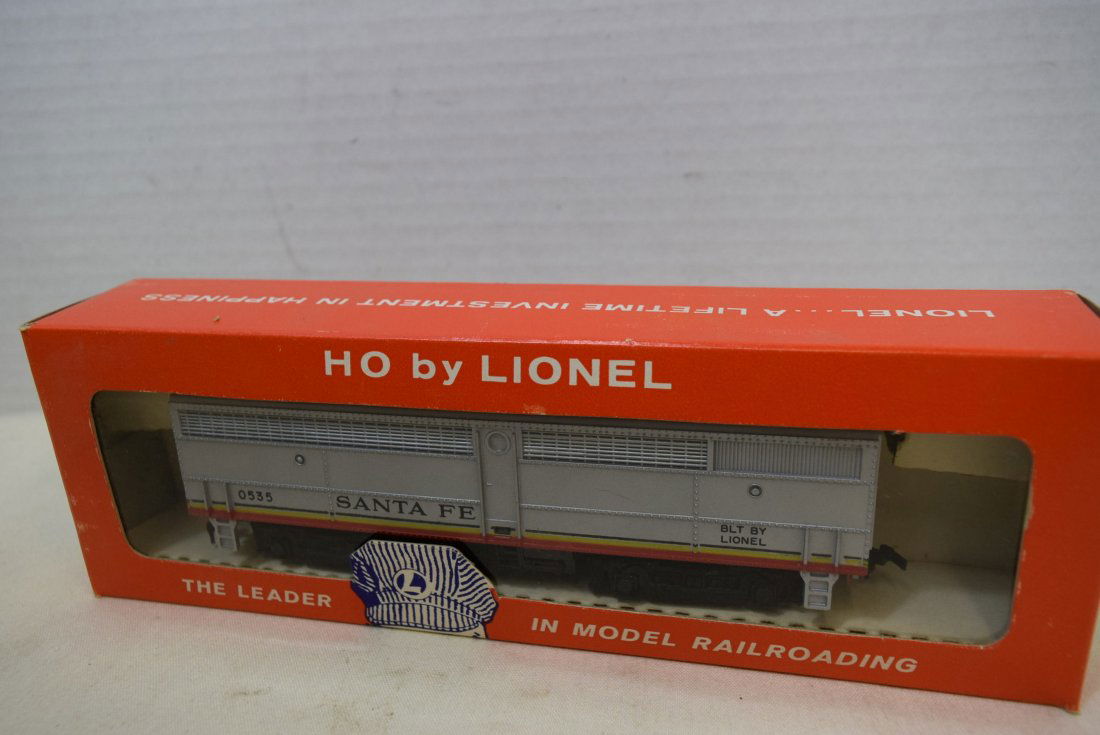 LIONEL....A LIFETIME INVESTMENT IN HAPPINESS
HO by LIONEL
0535
SANTA FE
BLT BY
LIONEL
THE LEADER
L
IN MODEL RAILROADING